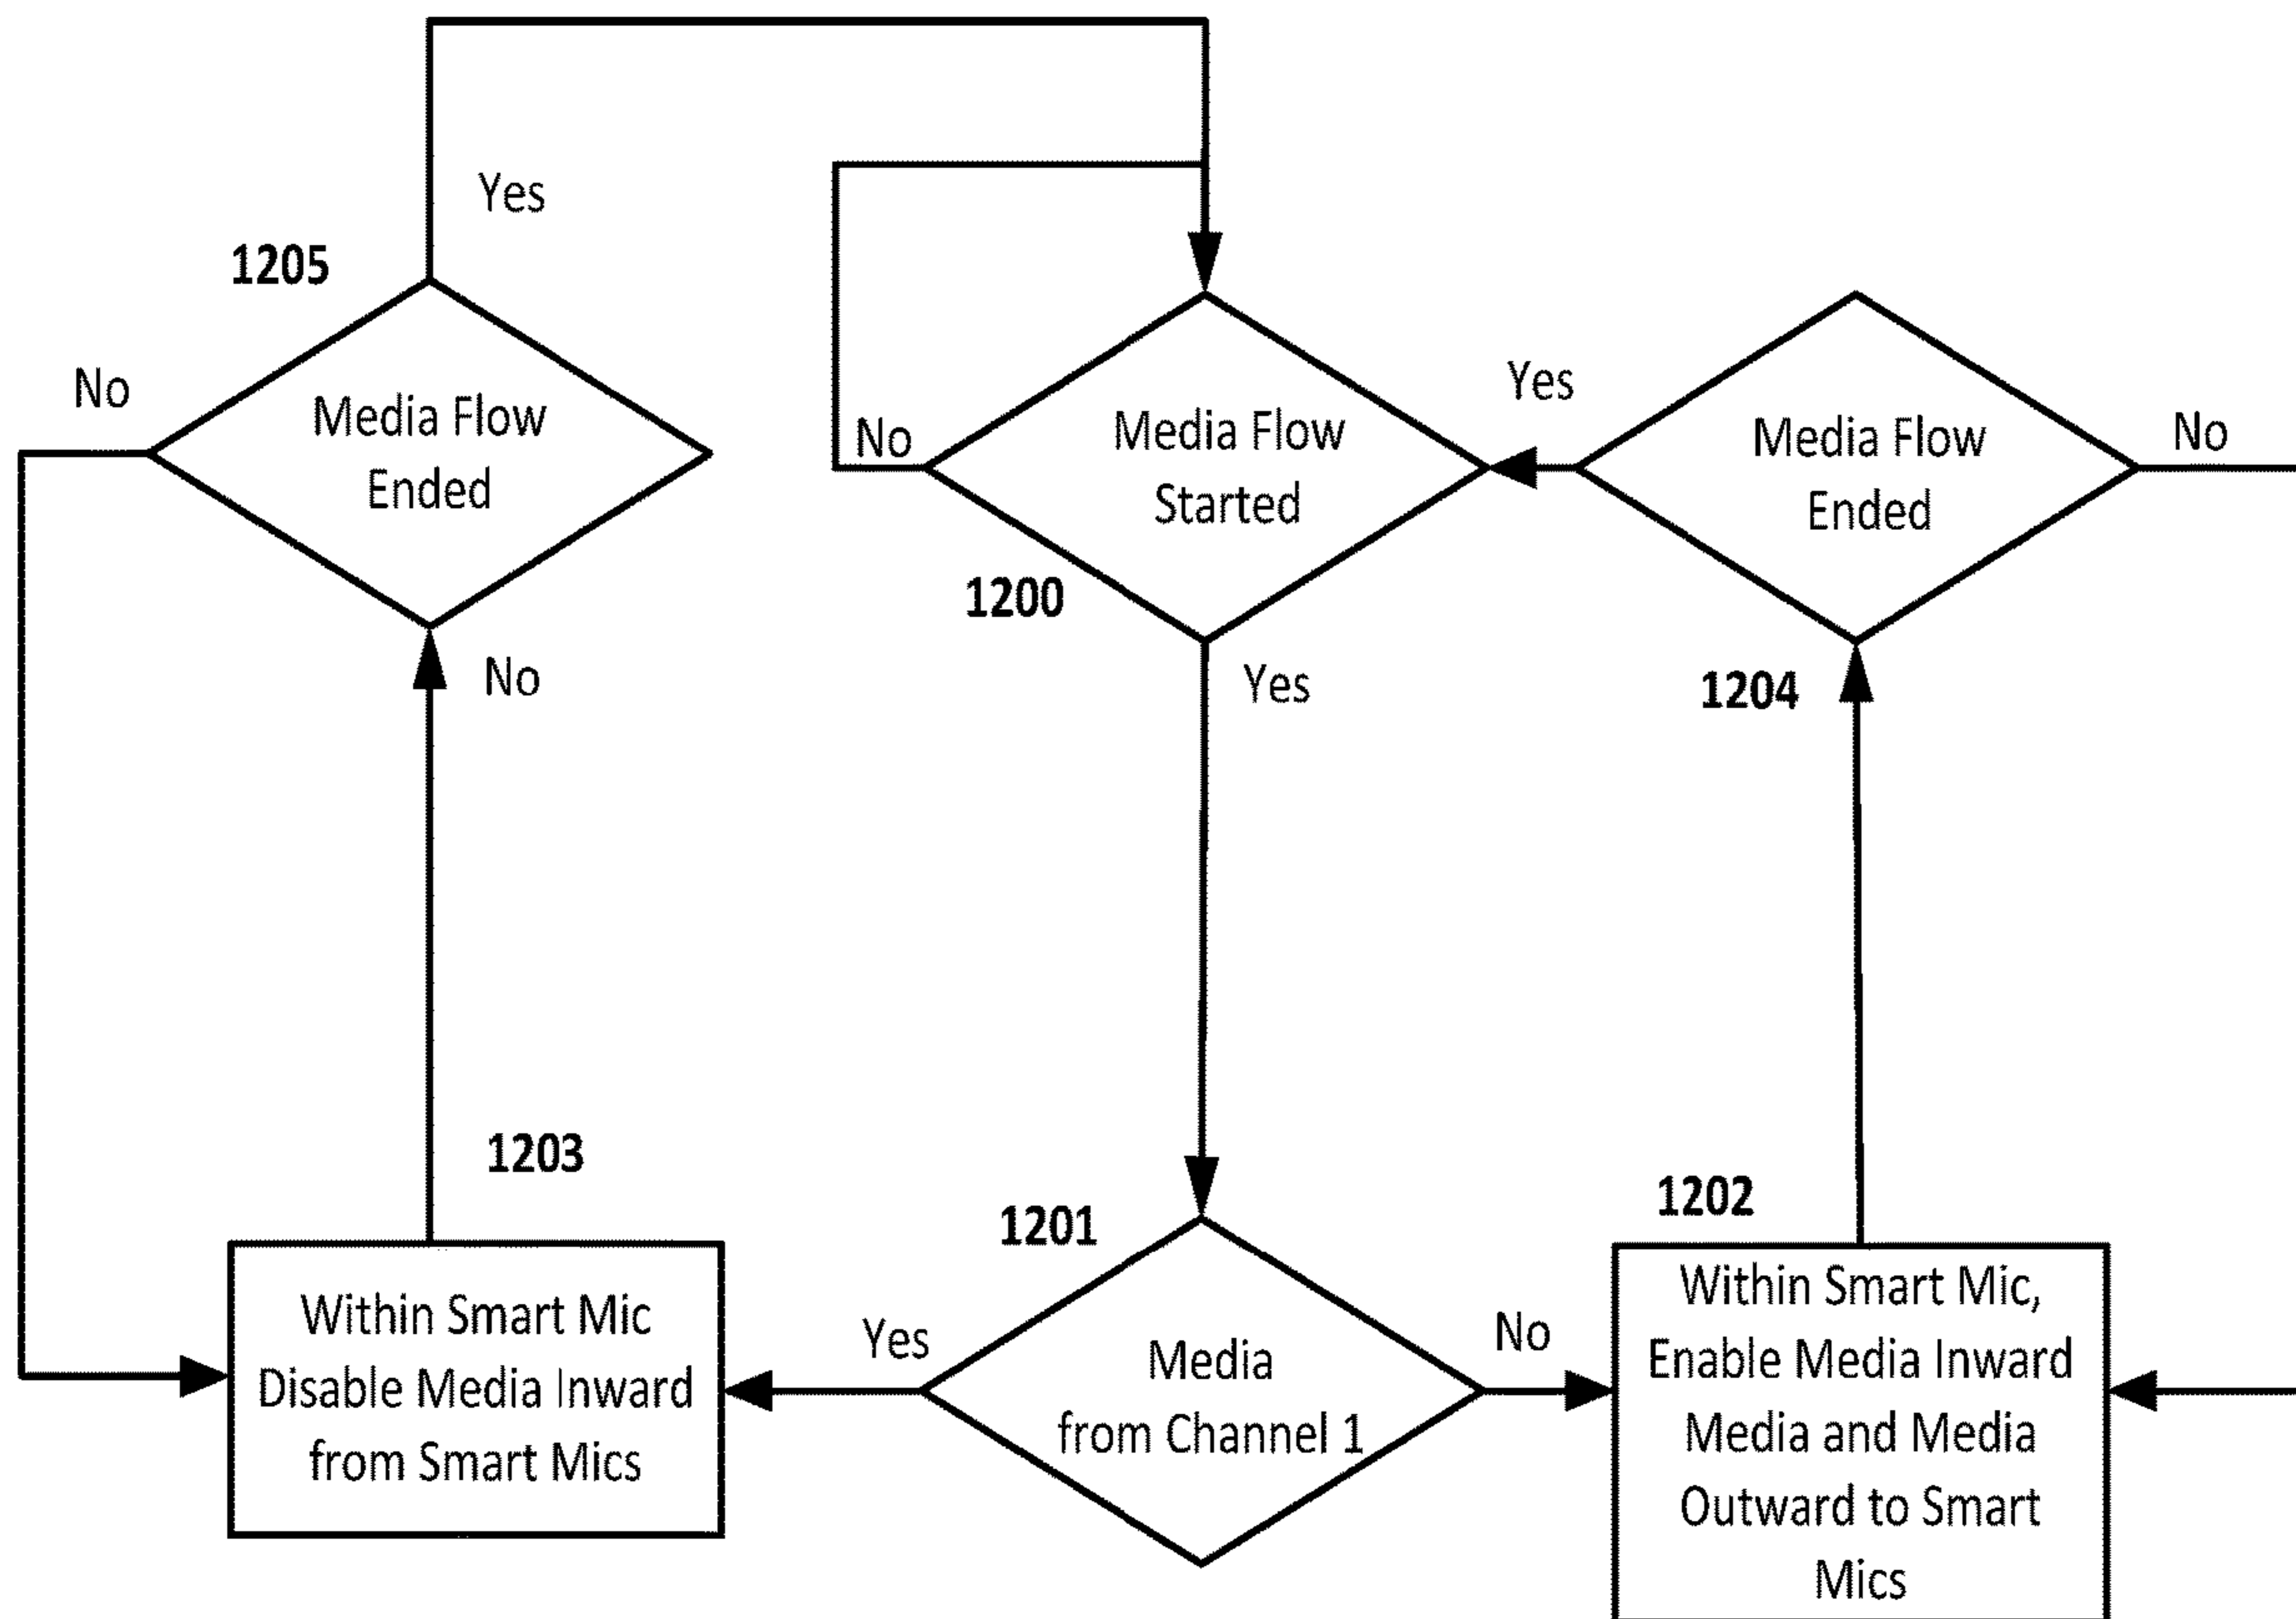 Yes
1205
No
Media Flow
Ended
No
Media Flow
Started
Yes
Media Flow
Ended
No
1200
No
Yes
1204
1203
1201
1202
Within Smart Mic
Disable Media Inward
from Smart Mics
Yes
Media
from Channel 1
No
Within Smart Mic,
Enable Media Inward
Media and Media
Outward to Smart
Mics